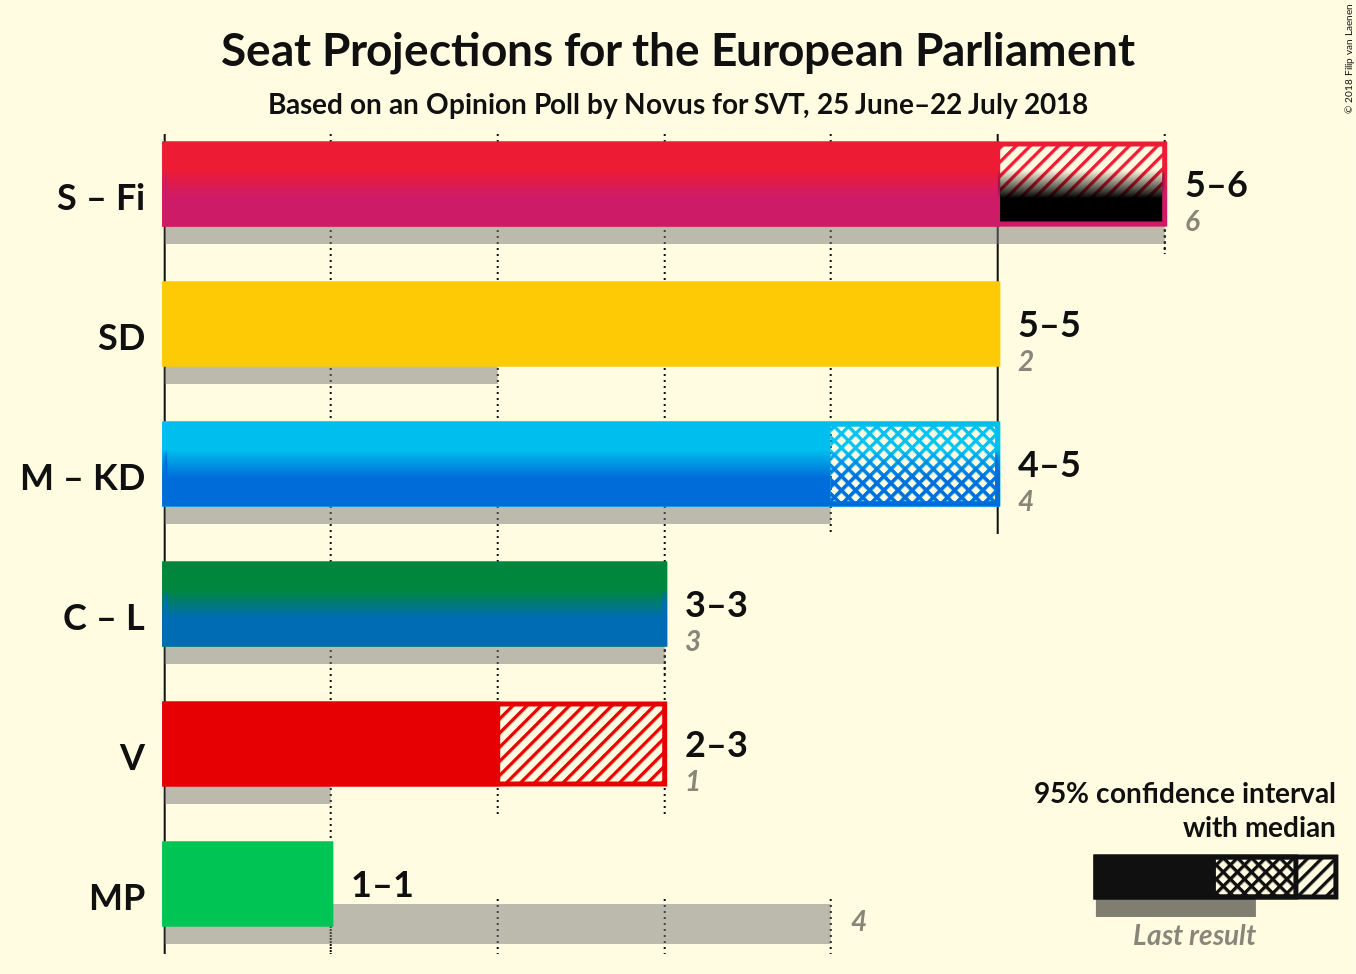 Seat Projections for the European Parliament
Based on an Opinion Poll by Novus for SVT, 25 June–22 July 2018
© 2018 Filip van Laenen
S – Fi
5–6
6
SD
5–5
2
M – KD
4–5
4
C – L
3–3
3
V
2–3
1
MP
1–1
4
95% confidence interval
with median
Last result